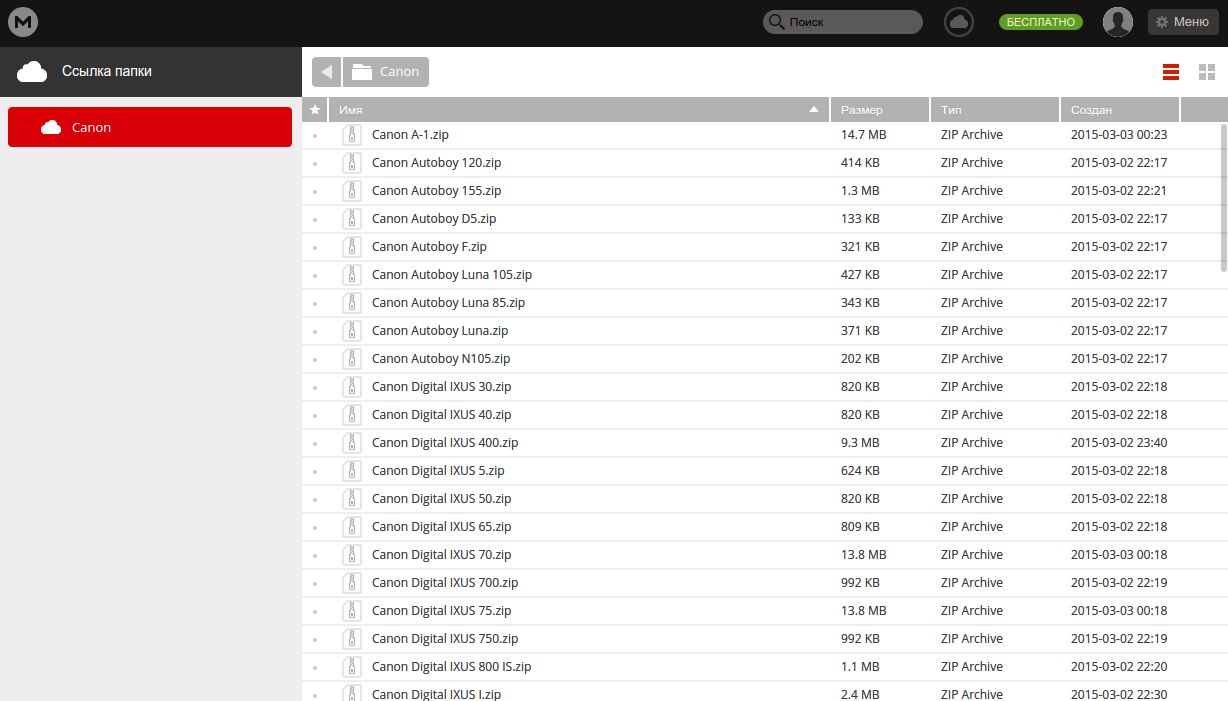 M Поиск БЕСПЛАТНО Меню
Ссылка папки
Canon
Canon
Имя Размер Тип Создан
Canon A-1.zip 14.7 MB ZIP Archive 2015-03-03 00:23
Canon Autoboy 120.zip 414 KB ZIP Archive 2015-03-02 22:17
Canon Autoboy 155.zip 1.3 MB ZIP Archive 2015-03-02 22:21
Canon Autoboy D5.zip 133 KB ZIP Archive 2015-03-02 22:17
Canon Autoboy F.zip 321 KB ZIP Archive 2015-03-02 22:17
Canon Autoboy Luna 105.zip 427 KB ZIP Archive 2015-03-02 22:17
Canon Autoboy Luna 85.zip 343 KB ZIP Archive 2015-03-02 22:17
Canon Autoboy Luna.zip 371 KB ZIP Archive 2015-03-02 22:17
Canon Autoboy N105.zip 202 KB ZIP Archive 2015-03-02 22:17
Canon Digital IXUS 30.zip 820 KB ZIP Archive 2015-03-02 22:18
Canon Digital IXUS 40.zip 820 KB ZIP Archive 2015-03-02 22:18
Canon Digital IXUS 400.zip 9.3 MB ZIP Archive 2015-03-02 23:40
Canon Digital IXUS 5.zip 624 KB ZIP Archive 2015-03-02 22:18
Canon Digital IXUS 50.zip 820 KB ZIP Archive 2015-03-02 22:18
Canon Digital IXUS 65.zip 809 KB ZIP Archive 2015-03-02 22:18
Canon Digital IXUS 70.zip 13.8 MB ZIP Archive 2015-03-03 00:18
Canon Digital IXUS 700.zip 992 KB ZIP Archive 2015-03-02 22:19
Canon Digital IXUS 75.zip 13.8 MB ZIP Archive 2015-03-03 00:18
Canon Digital IXUS 750.zip 992 KB ZIP Archive 2015-03-02 22:19
Canon Digital IXUS 800 IS.zip 1.1 MB ZIP Archive 2015-03-02 22:20
Canon Digital IXUS I.zip 2.4 MB ZIP Archive 2015-03-02 22:30